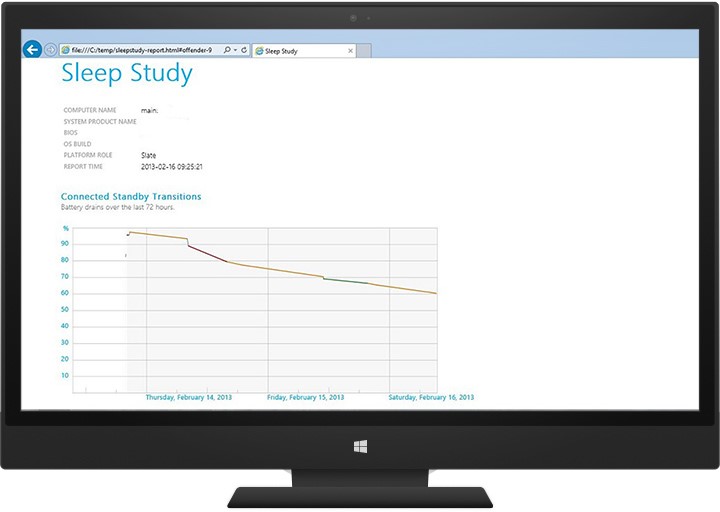 file:///C:/temp/sleepstudy-report.html#offender-9
Sleep Study
Sleep Study
COMPUTER NAME main:
SYSTEM PRODUCT NAME
BIOS
OS BUILD
PLATFORM ROLE Slate
REPORT TIME 2013-02-16 09:25:21
Connected Standby Transitions
Battery drains over the last 72 hours.
%
90
80
70
60
50
40
30
20
10
Thursday, February 14, 2013 Friday, February 15, 2013 Saturday, February 16, 2013